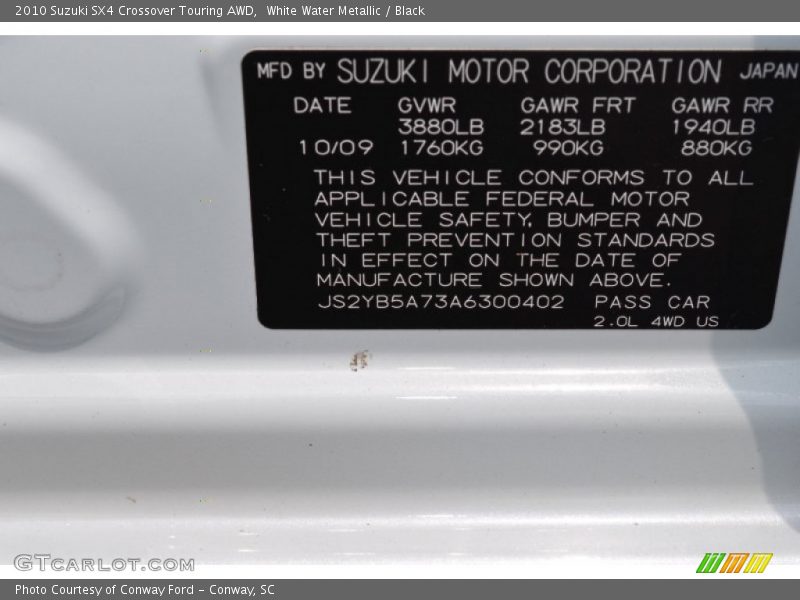 2010 Suzuki SX4 Crossover Touring AWD,  White Water Metallic / Black
MFD BY SUZUKI MOTOR CORPORATION JAPAN
DATE GVWR GAWR FRT GAWR RR
3880LB 2183LB 1940LB
10/09 1760KG 990KG 880KG
THIS VEHICLE CONFORMS TO ALL
APPLICABLE FEDERAL MOTOR
VEHICLE SAFETY, BUMPER AND
THEFT PREVENTION STANDARDS
IN EFFECT ON THE DATE OF
MANUFACTURE SHOWN ABOVE.
JS2YB5A73A6300402 PASS CAR
2.0L 4WD US
GTCARLOT.COM
Photo Courtesy of Conway Ford – Conway, SC